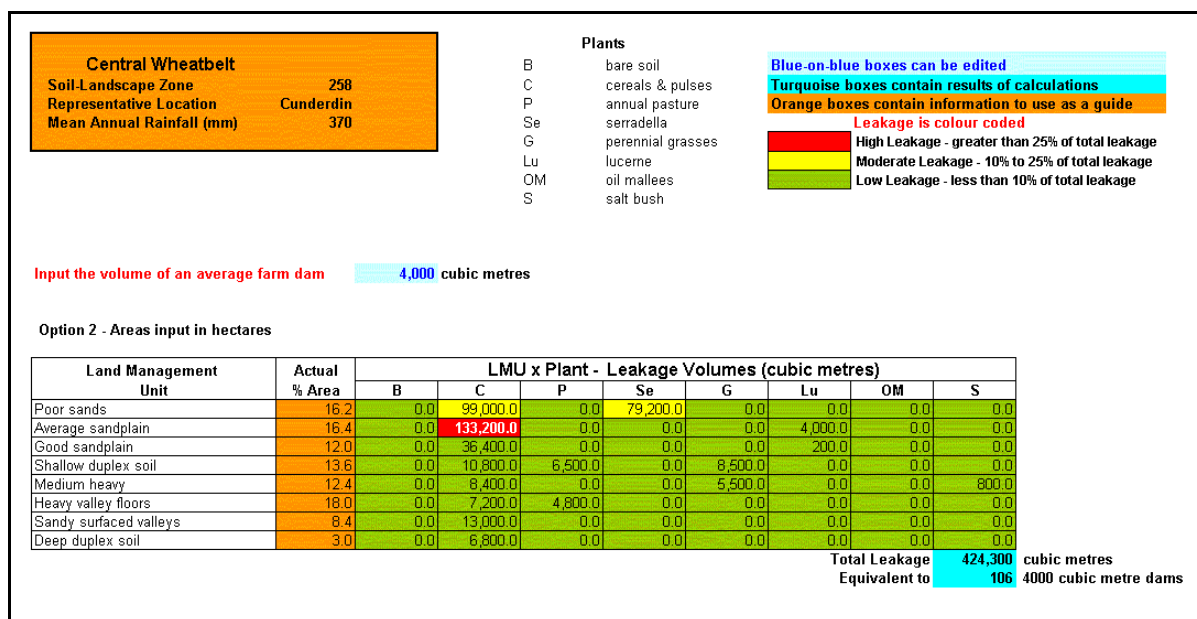 Central Wheatbelt
Soil-Landscape Zone 258
Representative Location Cunderdin
Mean Annual Rainfall (mm) 370
Plants
B bare soil
C cereals & pulses
P annual pasture
Se serradella
G perennial grasses
Lu lucerne
OM oil mallees
S salt bush
Blue-on-blue boxes can be edited
Turquoise boxes contain results of calculations
Orange boxes contain information to use as a guide
Leakage is colour coded
High Leakage - greater than 25% of total leakage
Moderate Leakage - 10% to 25% of total leakage
Low Leakage - less than 10% of total leakage
Input the volume of an average farm dam 4,000 cubic metres
Option 2 - Areas input in hectares
Land Management Actual LMU x Plant - Leakage Volumes (cubic metres)
Unit % Area B C P Se G Lu OM S
Poor sands 16.2 0.0 99,000.0 0.0 79,200.0 0.0 0.0 0.0 0.0
Average sandplain 16.4 0.0 133,200.0 0.0 0.0 0.0 4,000.0 0.0 0.0
Good sandplain 12.0 0.0 36,400.0 0.0 0.0 0.0 200.0 0.0 0.0
Shallow duplex soil 13.6 0.0 10,800.0 6,500.0 0.0 8,500.0 0.0 0.0 0.0
Medium heavy 12.4 0.0 8,400.0 0.0 0.0 5,500.0 0.0 0.0 800.0
Heavy valley floors 18.0 0.0 7,200.0 4,800.0 0.0 0.0 0.0 0.0 0.0
Sandy surfaced valleys 8.4 0.0 13,000.0 0.0 0.0 0.0 0.0 0.0 0.0
Deep duplex soil 3.0 0.0 6,800.0 0.0 0.0 0.0 0.0 0.0 0.0
Total Leakage 424,300 cubic metres
Equivalent to 106 4000 cubic metre dams